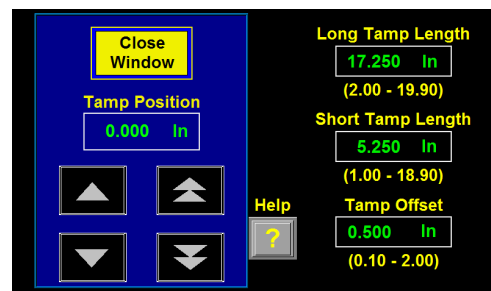 Close
Window
Tamp Position
0.000 In
Help
?
Long Tamp Length
17.250 In
(2.00 - 19.90)
Short Tamp Length
5.250 In
(1.00 - 18.90)
Tamp Offset
0.500 In
(0.10 - 2.00)